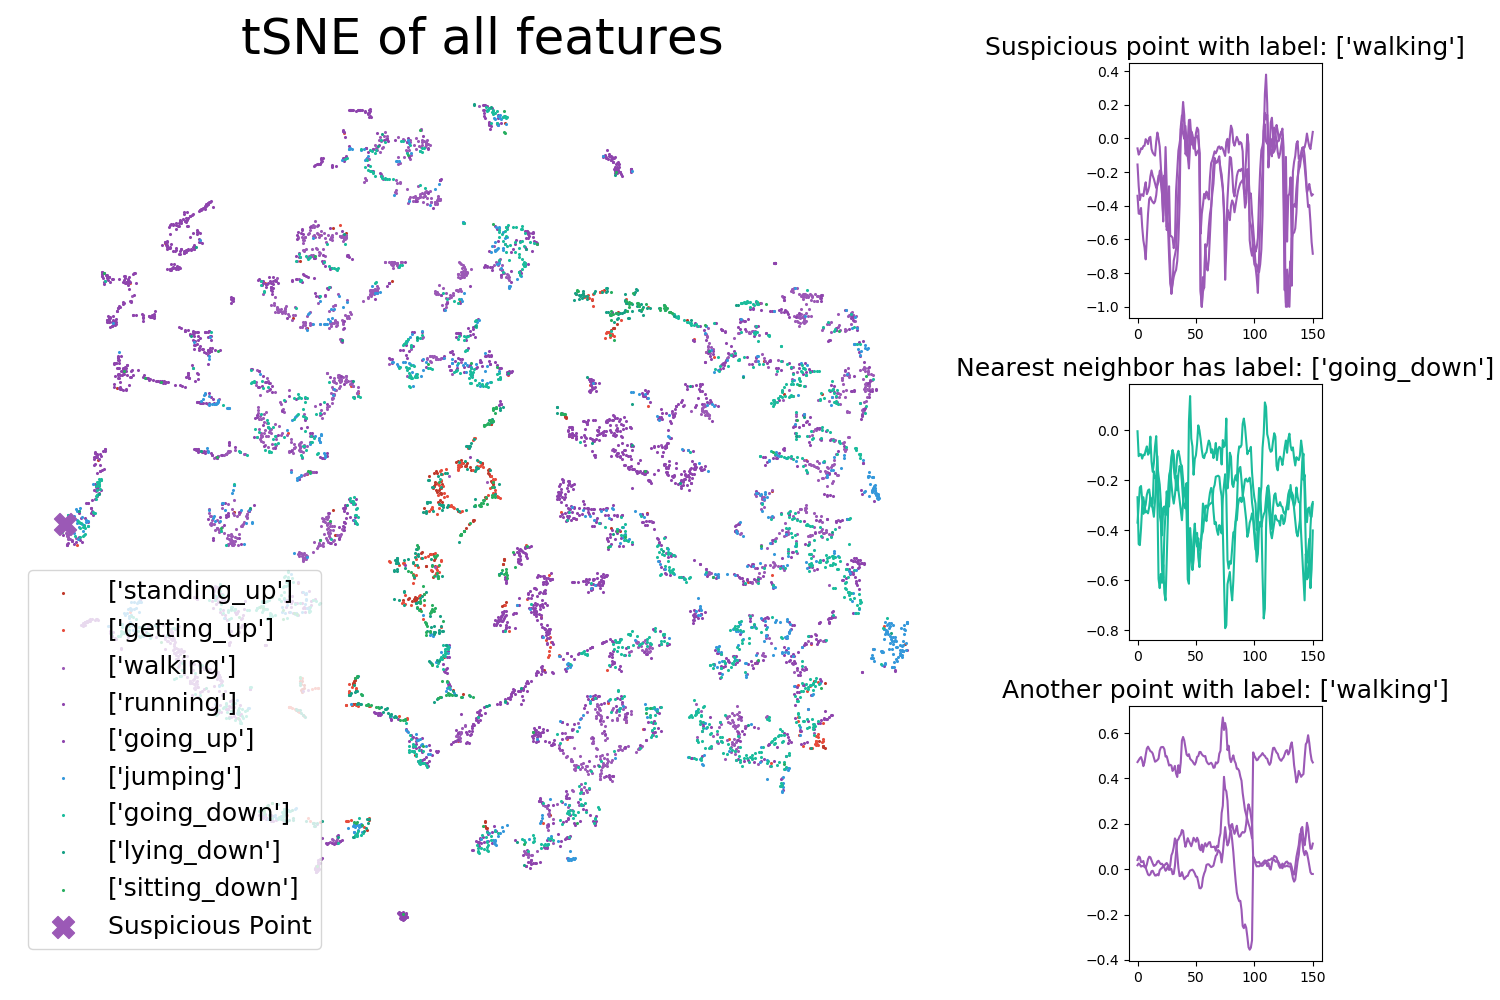 tSNE of all features
['standing_up']
['getting_up']
['walking']
['running']
['going_up']
['jumping']
['going_down']
['lying_down']
['sitting_down']
Suspicious Point
Suspicious point with label: ['walking']
0.4
0.2
0.0
−0.2
−0.4
−0.6
−0.8
−1.0
0 50 100 150
Nearest neighbor has label: ['going_down']
0.0
−0.2
−0.4
−0.6
−0.8
0 50 100 150
Another point with label: ['walking']
0.6
0.4
0.2
0.0
−0.2
−0.4
0 50 100 150